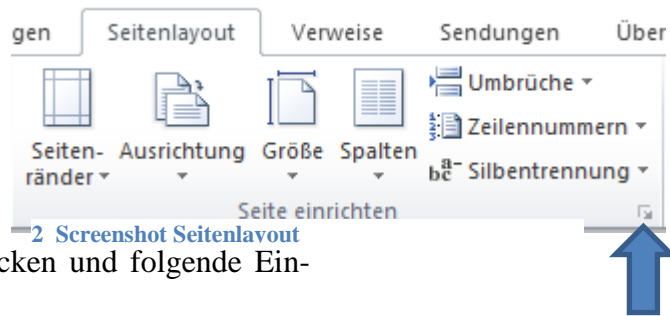 gen Seitenlayout Verweise Sendungen Über
Seiten-
ränder
Ausrichtung
Größe
Spalten
Umbrüche
Zeilennummern
Silbentrennung
Seite einrichten
2 Screenshot Seitenlayout
cken und folgende Ein-